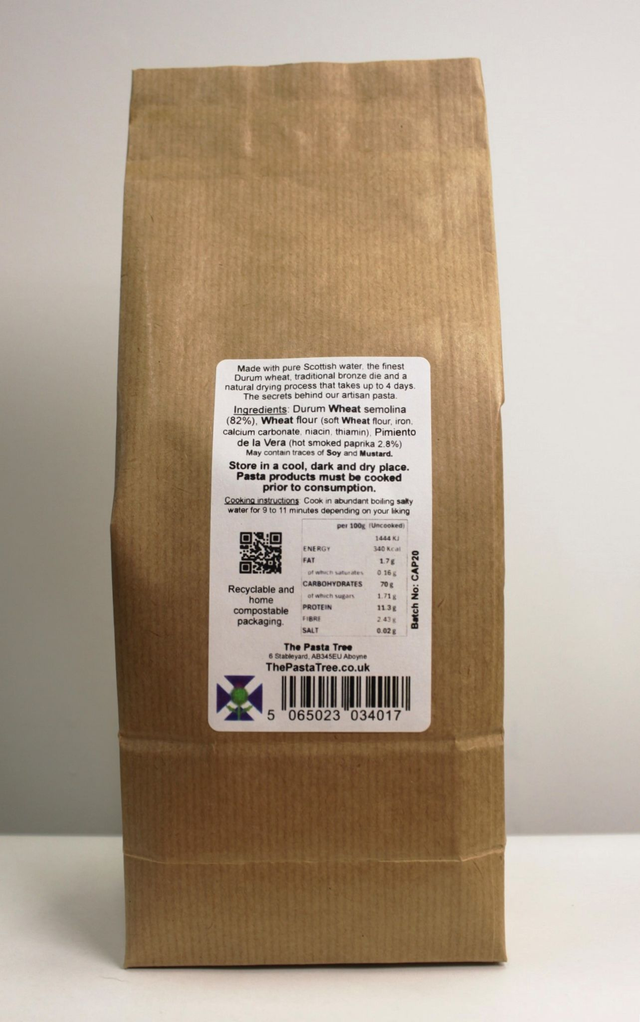 Made with pure Scottish water, the finest
Durum wheat, traditional bronze die and a
natural drying process that takes up to 4 days.
The secrets behind our artisan pasta.
Ingredients: Durum Wheat semolina
(82%), Wheat flour (soft Wheat flour, iron,
calcium carbonate, niacin, thiamin), Pimiento
de la Vera (hot smoked paprika 2.8%)
May contain traces of Soy and Mustard.
Store in a cool, dark and dry place.
Pasta products must be cooked
prior to consumption.
Cooking instructions: Cook in abundant boiling salty
water for 9 to 11 minutes depending on your liking
per 100g (Uncooked)
1444 KJ
ENERGY 340 Kcal
FAT 1.7 g
of which saturates 0.16 g
CARBOHYDRATES 70 g
of which sugars 1.71 g
PROTEIN 11.3 g
FIBRE 2.43 g
SALT 0.02 g
Batch No: CAP20
Recyclable and
home
compostable
packaging.
The Pasta Tree
6 Stableyard, AB345EU Aboyne
ThePastaTree.co.uk
5 065023 034017